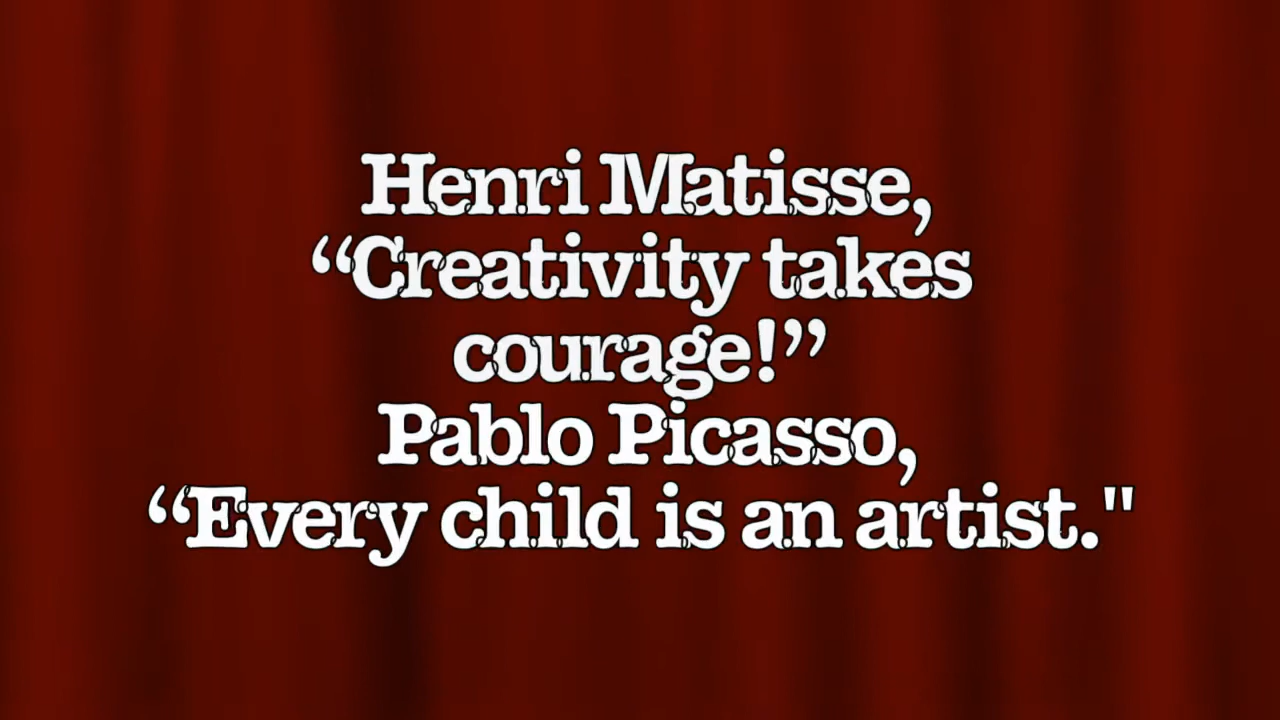 Henri Matisse,
“Creativity takes
courage!”
Pablo Picasso,
“Every child is an artist."